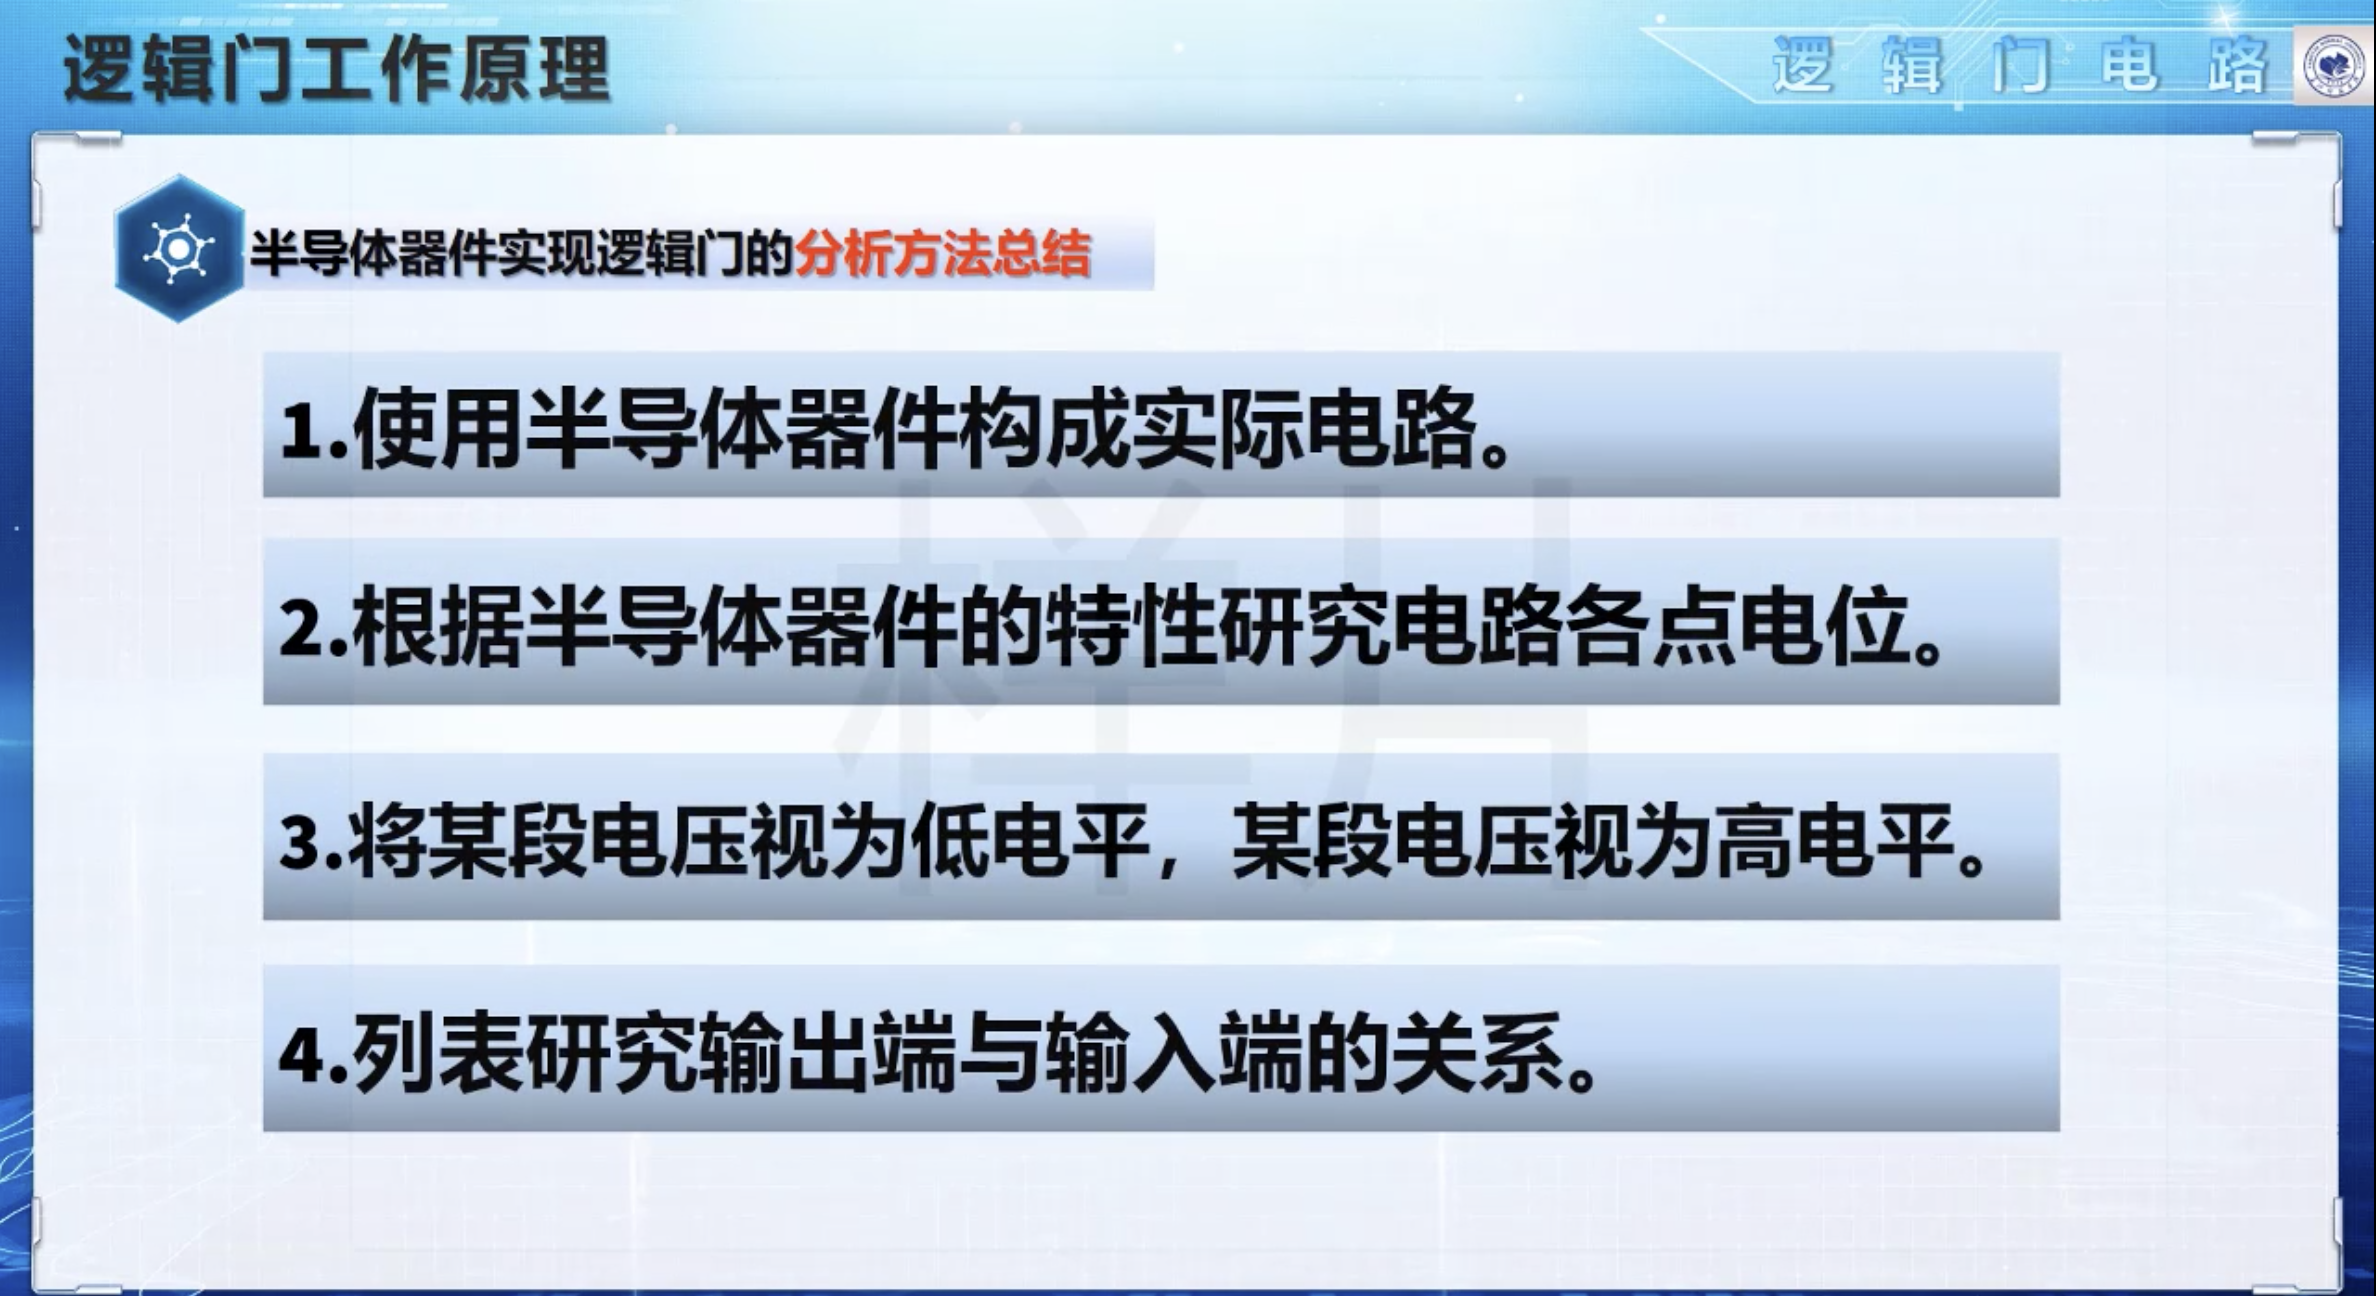 逻辑门工作原理
逻辑门电路
半导体器件实现逻辑门的分析方法总结
1.使用半导体器件构成实际电路。
2.根据半导体器件的特性研究电路各点电位。
3.将某段电压视为低电平，某段电压视为高电平。
4.列表研究输出端与输入端的关系。
样片